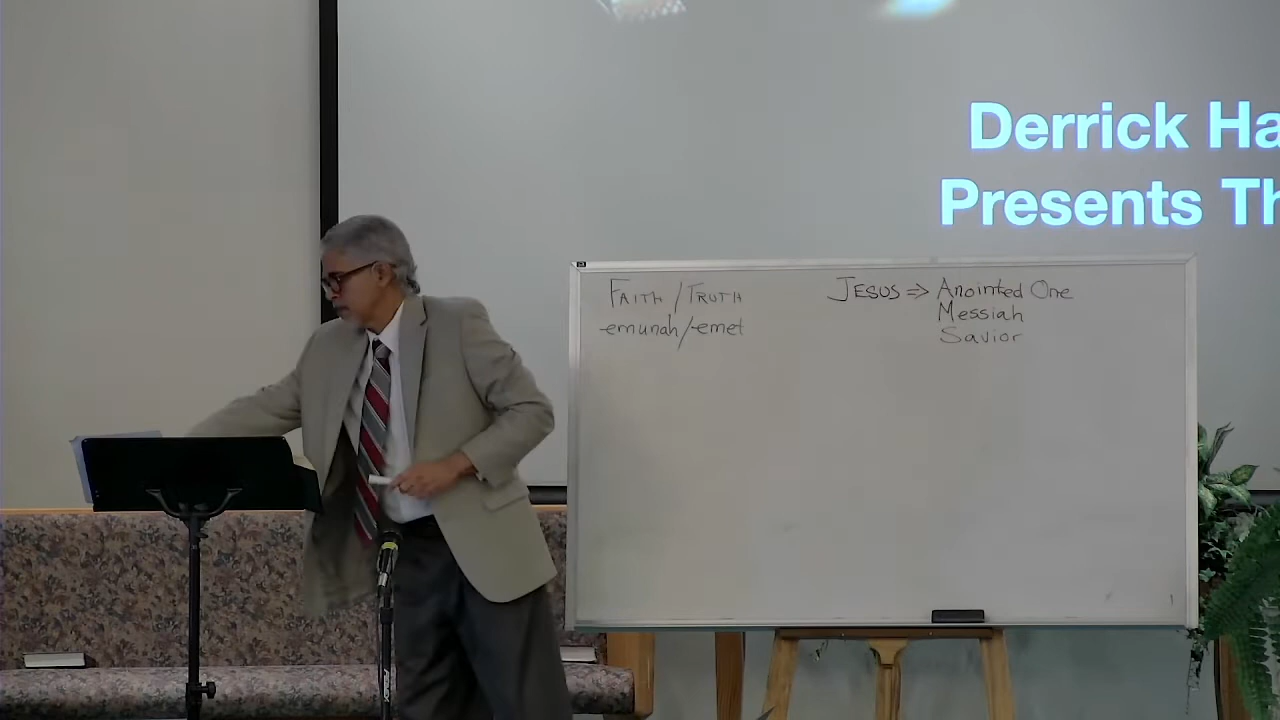 Derrick Ha
Presents Th
FAITH / TRUTH
emunah/emet
JESUS ⇒ Anointed One
Messiah
Savior